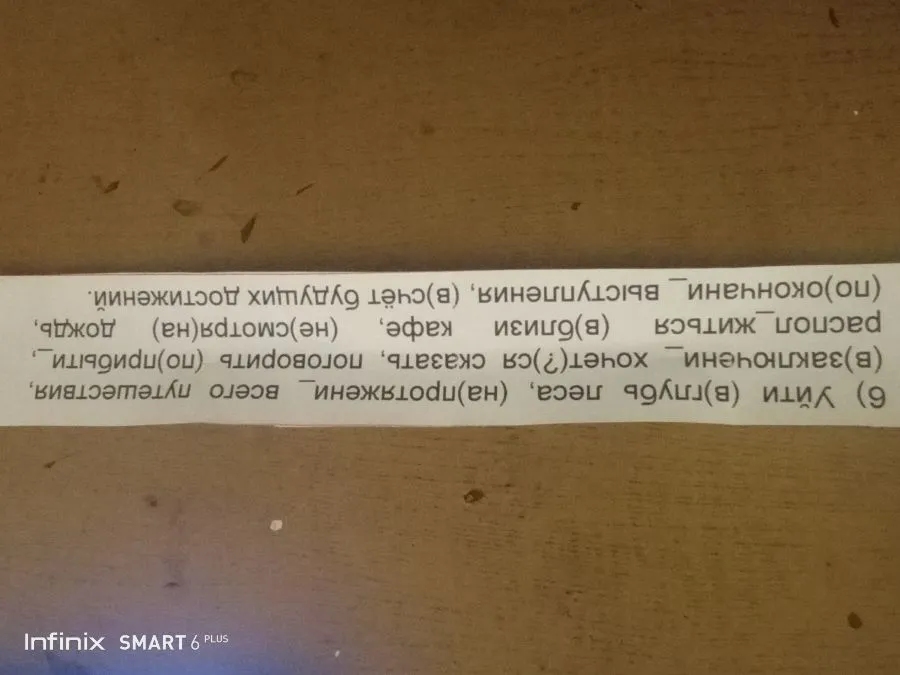 б) Уйти (в)глубь леса, (на)протяжени_ всего путешествия,
(в)заключени_ хочет(?)ся сказать, поговорить (по)прибыти_,
распол_житься (в)близи кафе, (не)смотря(на) дождь,
(по)окончани_ выступления, (в)счёт будущих достижений.
Infinix SMART 6 PLUS